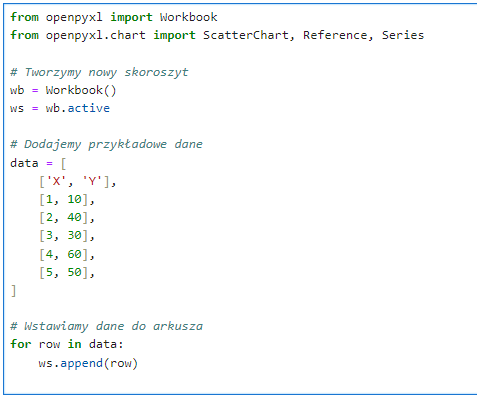 from openpyxl import Workbook
from openpyxl.chart import ScatterChart, Reference, Series

# Tworzymy nowy skoroszyt
wb = Workbook()
ws = wb.active

# Dodajemy przykładowe dane
data = [
    ['X', 'Y'],
    [1, 10],
    [2, 40],
    [3, 30],
    [4, 60],
    [5, 50],
]

# Wstawiamy dane do arkusza
for row in data:
    ws.append(row)